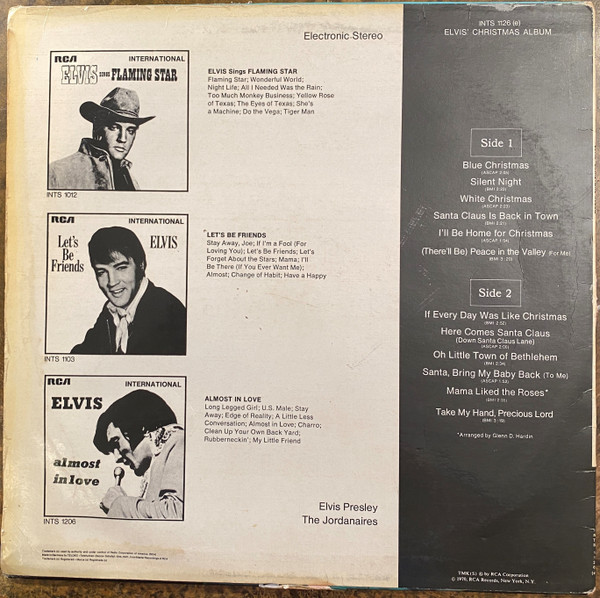 Electronic Stereo
RCA INTERNATIONAL
ELVIS SINGS FLAMING STAR
INTS 1012
ELVIS Sings FLAMING STAR
Flaming Star; Wonderful World;
Night Life; All I Needed Was the Rain;
Too Much Monkey Business; Yellow Rose
of Texas; The Eyes of Texas; She's
a Machine; Do the Vega; Tiger Man
RCA INTERNATIONAL
Let's ELVIS
Be
Friends
INTS 1103
LET'S BE FRIENDS
Stay Away, Joe; If I'm a Fool (For
Loving You); Let's Be Friends; Let's
Forget About the Stars; Mama; I'll
Be There (If You Ever Want Me);
Almost; Change of Habit; Have a Happy
RCA INTERNATIONAL
ELVIS
almost
in love
INTS 1206
ALMOST IN LOVE
Long Legged Girl; U.S. Male; Stay
Away; Edge of Reality; A Little Less
Conversation; Almost in Love; Charro;
Clean Up Your Own Back Yard;
Rubberneckin'; My Little Friend
Elvis Presley
The Jordanaires
INTS 1126 (e)
ELVIS' CHRISTMAS ALBUM
Side 1
Blue Christmas
Silent Night
White Christmas
Santa Claus Is Back in Town
I'll Be Home for Christmas
(There'll Be) Peace in the Valley (For Me)
Side 2
If Every Day Was Like Christmas
Here Comes Santa Claus
(Down Santa Claus Lane)
Oh Little Town of Bethlehem
Santa, Bring My Baby Back (To Me)
Mama Liked the Roses*
Take My Hand, Precious Lord
*Arranged by Glenn D. Hardin
TMK(S) ® by RCA Corporation
© 1970, RCA Records, New York, N.Y.